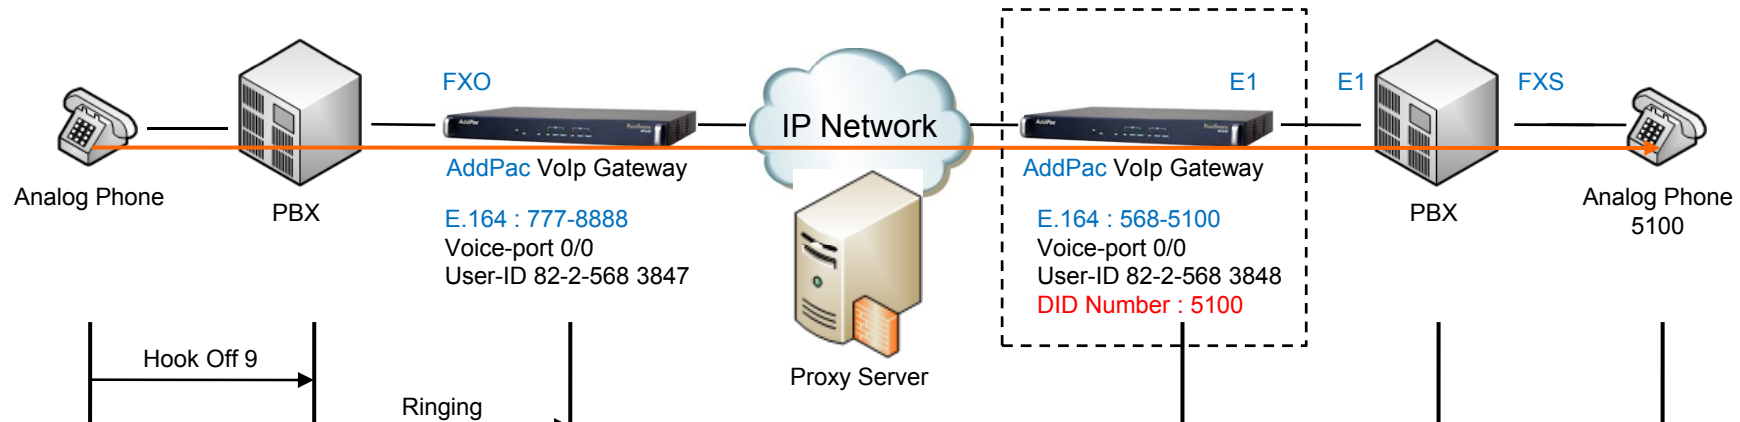 FXO
E1
E1
FXS
AddPac
AddPac
IP Network
AddPac VoIp Gateway
AddPac VoIp Gateway
Analog Phone
PBX
PBX
Analog Phone
5100
E.164 : 777-8888
Voice-port 0/0
User-ID 82-2-568 3847
E.164 : 568-5100
Voice-port 0/0
User-ID 82-2-568 3848
DID Number : 5100
Proxy Server
Hook Off 9
Ringing